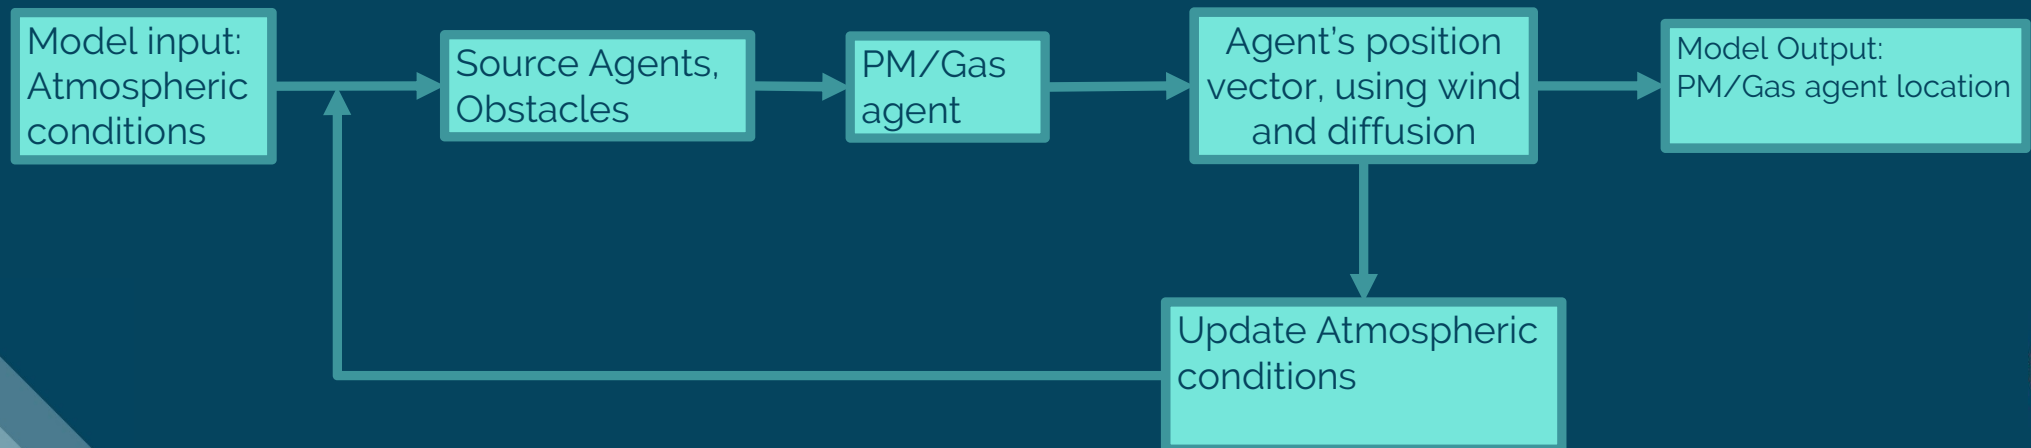 Model input:
Atmospheric
conditions
Source Agents,
Obstacles
PM/Gas
agent
Agent's position
vector, using wind
and diffusion
Model Output:
PM/Gas agent location
Update Atmospheric
conditions